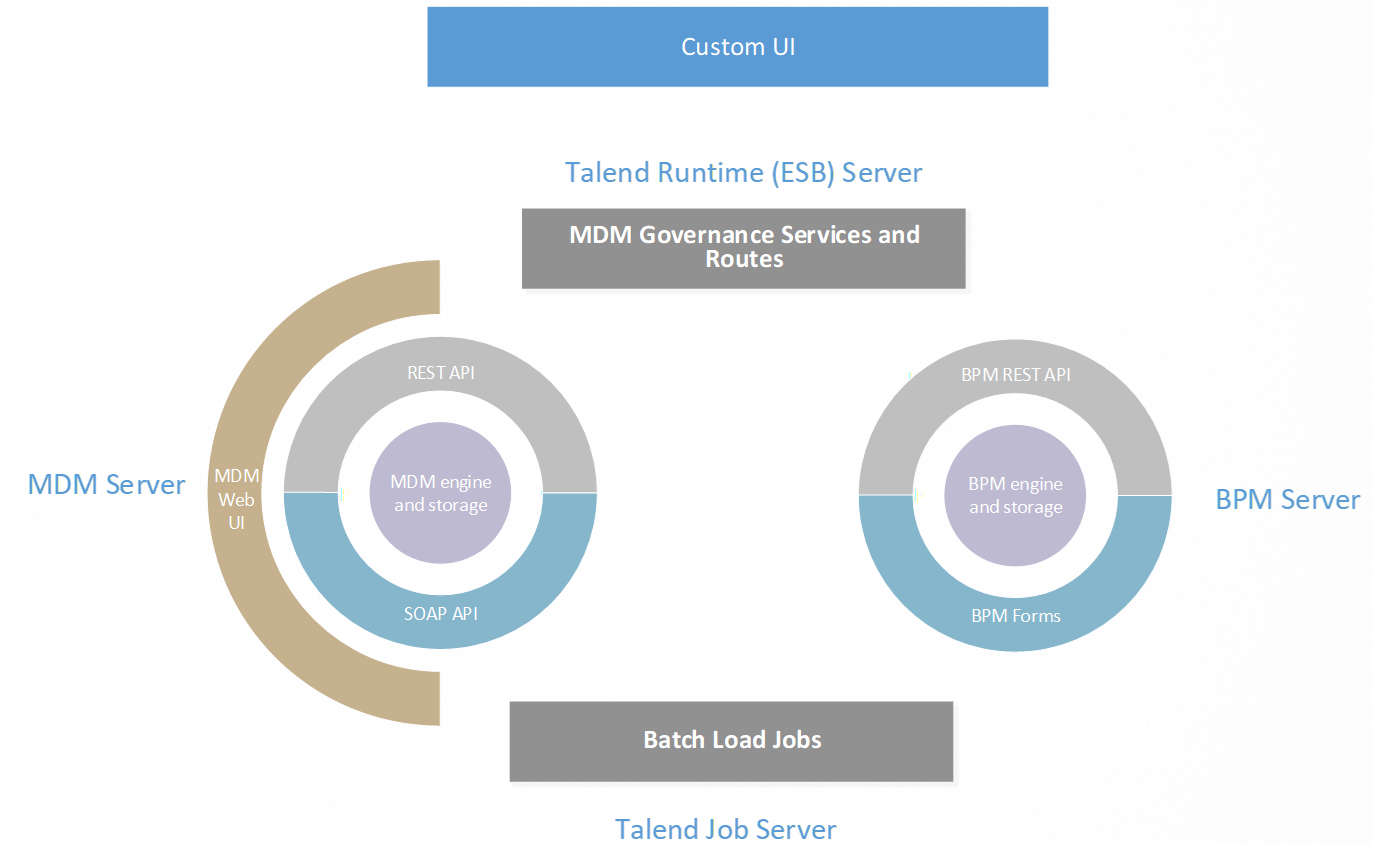 Custom UI
Talend Runtime (ESB) Server
MDM Governance Services and
Routes
REST API
BPM REST API
MDM Server
MDM
Web
UI
MDM engine
and storage
BPM engine
and storage
BPM Server
SOAP API
BPM Forms
Batch Load Jobs
Talend Job Server